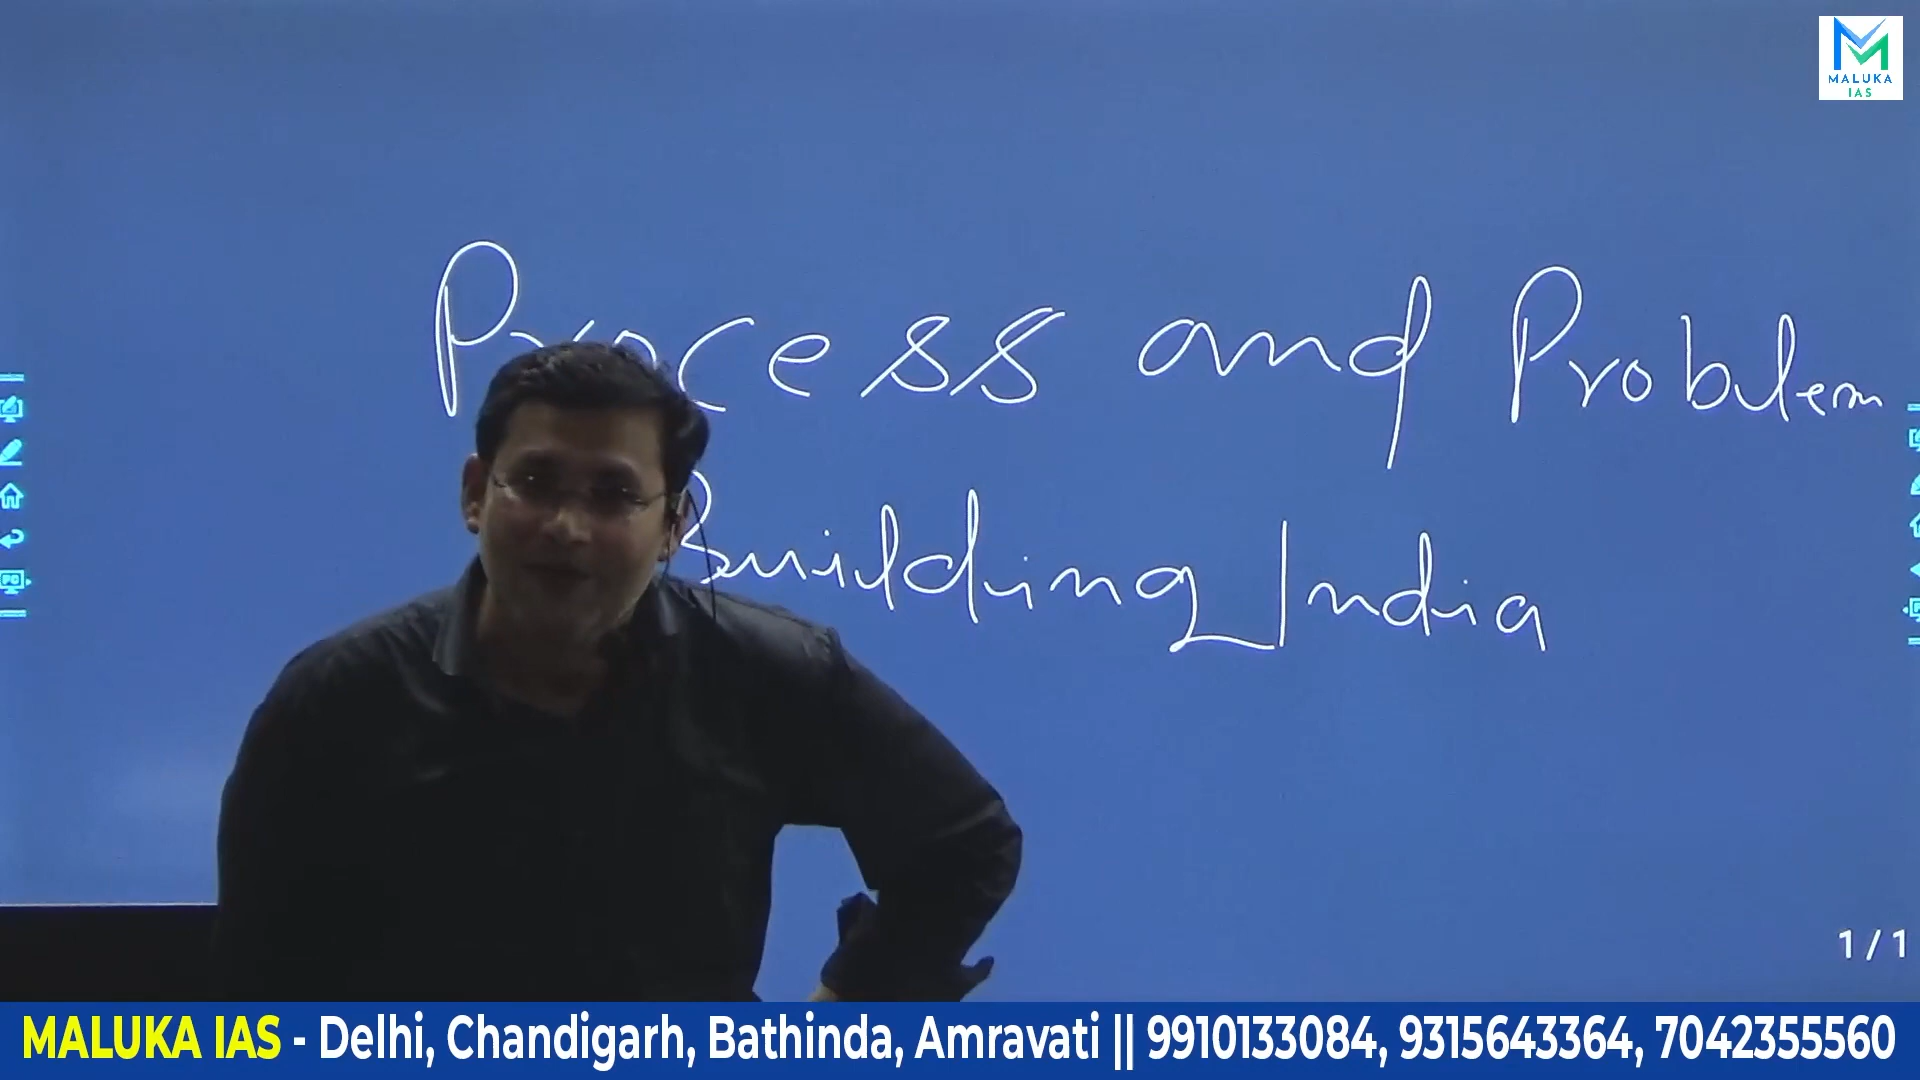 MALUKA
IAS
Process and Problem
Building India
1/1
MALUKA IAS - Delhi, Chandigarh, Bathinda, Amravati || 9910133084, 9315643364, 7042355560